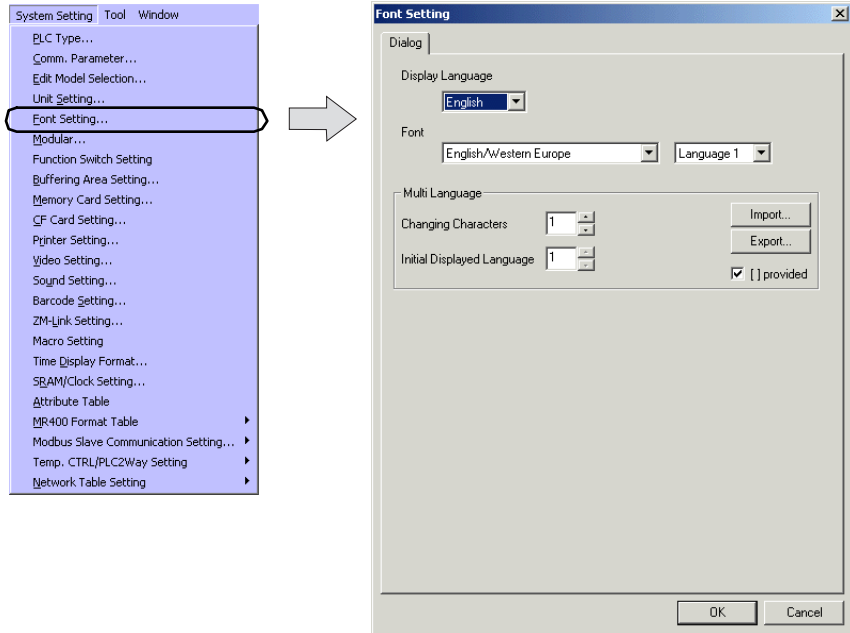 System Setting Tool Window
PLC Type...
Comm. Parameter...
Edit Model Selection...
Unit Setting...
Font Setting...
Modular...
Function Switch Setting
Buffering Area Setting...
Memory Card Setting...
CF Card Setting...
Printer Setting...
Video Setting...
Sound Setting...
Barcode Setting...
ZM-Link Setting...
Macro Setting
Time Display Format...
SRAM/Clock Setting...
Attribute Table
MR400 Format Table
Modbus Slave Communication Setting...
Temp. CTRL/PLC2Way Setting
Network Table Setting
Font Setting
Dialog
Display Language
English
Font
English/Western Europe Language 1
Multi Language
Changing Characters 1 Import...
Export...
Initial Displayed Language 1
[ ] provided
OK Cancel